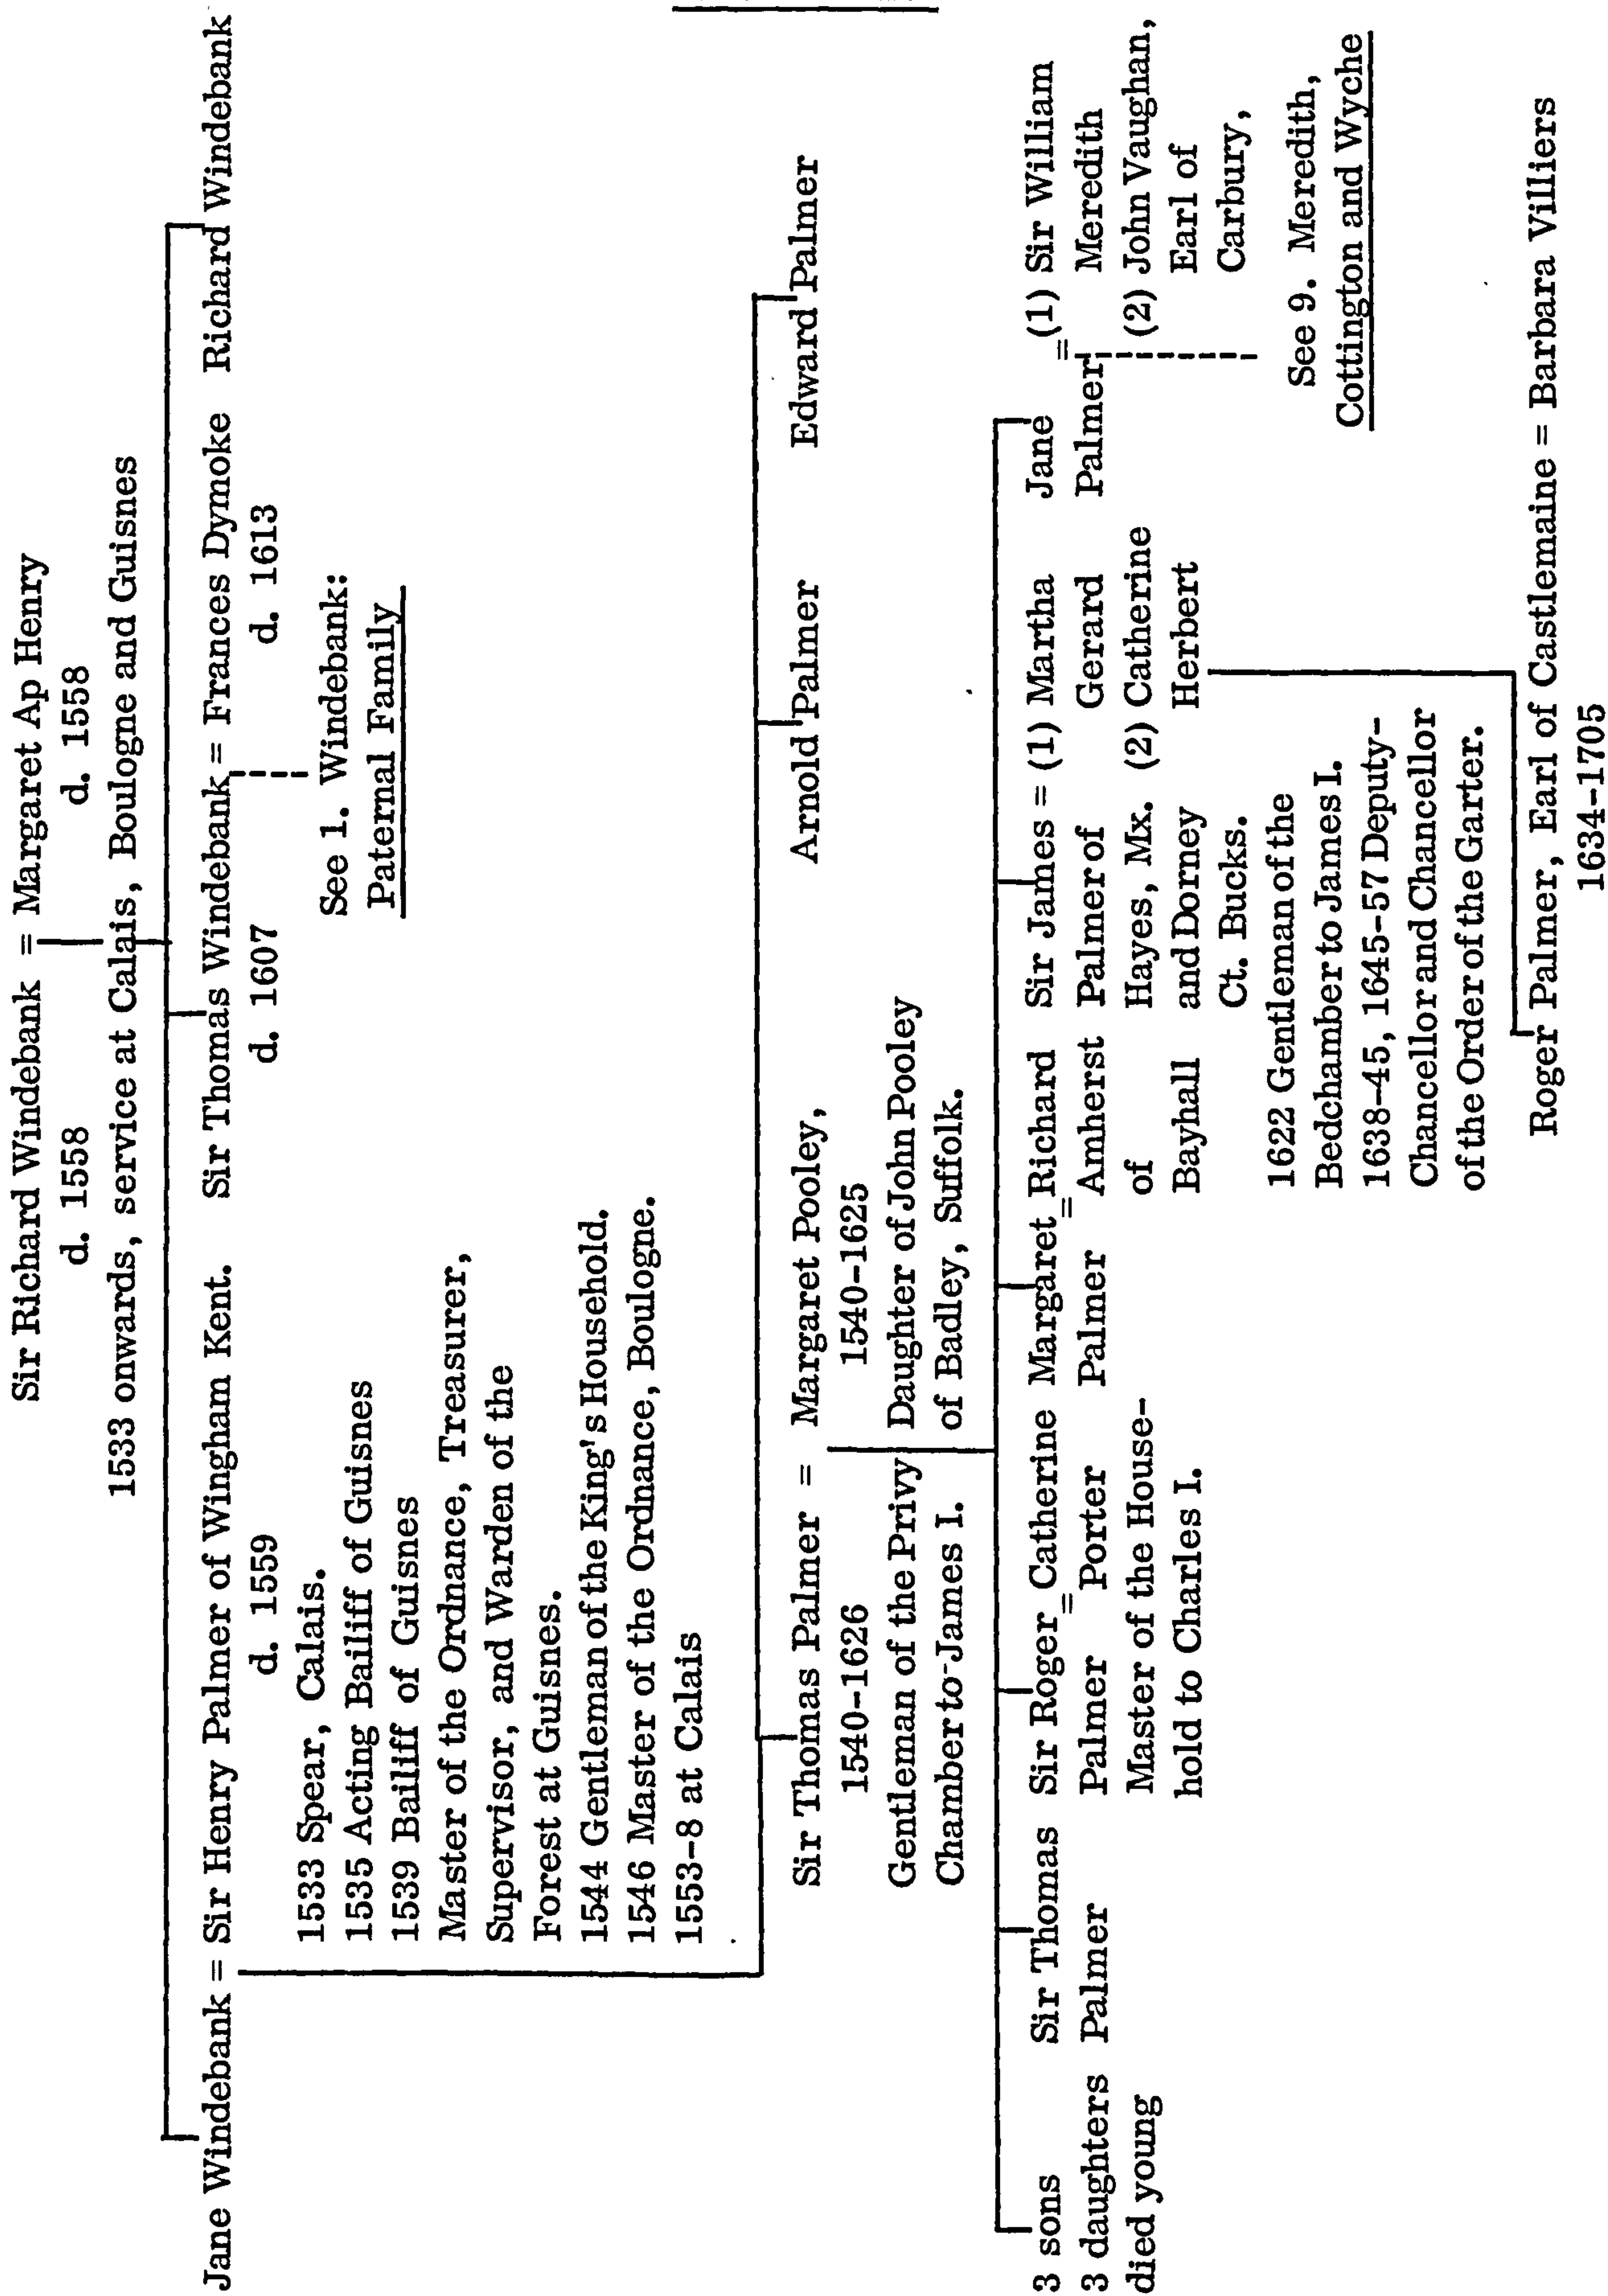 Sir Richard Windebank = Margaret Ap Henry
d. 1558 d. 1558
1533 onwards, service at Calais, Boulogne and Guisnes
Jane Windebank = Sir Henry Palmer of Wingham Kent. Sir Thomas Windebank = Frances Dymoke Richard Windebank
d. 1559 d. 1607 d. 1613
1533 Spear, Calais.
1535 Acting Bailiff of Guisnes
1539 Bailiff of Guisnes
Master of the Ordnance, Treasurer,
Supervisor, and Warden of the
Forest at Guisnes.
1544 Gentleman of the King's Household.
1546 Master of the Ordnance, Boulogne.
1553-8 at Calais
See 1. Windebank:
Paternal Family
Sir Thomas Palmer = Margaret Pooley, Arnold Palmer Edward Palmer
1540-1626 1540-1625
Gentleman of the Privy Daughter of John Pooley
Chamber to James I. of Badley, Suffolk.
3 sons
3 daughters
died young
Sir Thomas
Palmer
Sir Roger = Catherine
Palmer Porter
Master of the House-
hold to Charles I.
Margaret = Richard
Palmer Amherst
of
Bayhall
Sir James = (1) Martha
Palmer of Gerard
Hayes, Mx. (2) Catherine
and Dorney Herbert
Ct. Bucks.
1622 Gentleman of the
Bedchamber to James I.
1638-45, 1645-57 Deputy-
Chancellor and Chancellor
of the Order of the Garter.
Jane = (1) Sir William
Palmer Meredith
(2) John Vaughan,
Earl of
Carbury,
See 9. Meredith,
Cottington and Wyche
Roger Palmer, Earl of Castlemaine = Barbara Villiers
1634-1705